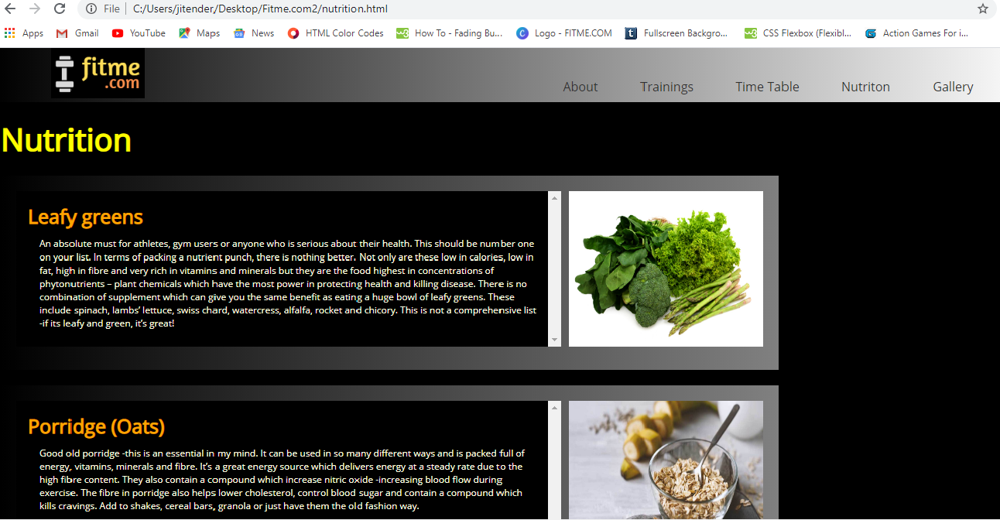 File C:/Users/jitender/Desktop/Fitme.com2/nutrition.html
Apps Gmail YouTube Maps News HTML Color Codes How To - Fading Bu... Logo - FITME.COM Fullscreen Backgro... CSS Flexbox (Flexibl... Action Games For i...
fitme
.com
About Trainings Time Table Nutriton Gallery
Nutrition
Leafy greens
An absolute must for athletes, gym users or anyone who is serious about their health. This should be number one
on your list. In terms of packing a nutrient punch, there is nothing better. Not only are these low in calories, low in
fat, high in fibre and very rich in vitamins and minerals but they are the food highest in concentrations of
phytonutrients – plant chemicals which have the most power in protecting health and killing disease. There is no
combination of supplement which can give you the same benefit as eating a huge bowl of leafy greens. These
include spinach, lambs’ lettuce, swiss chard, watercress, alfalfa, rocket and chicory. This is not a comprehensive list
-if its leafy and green, it’s great!
Porridge (Oats)
Good old porridge -this is an essential in my mind. It can be used in so many different ways and is packed full of
energy, vitamins, minerals and fibre. It’s a great energy source which delivers energy at a steady rate due to the
high fibre content. They also contain a compound which increase nitric oxide -increasing blood flow during
exercise. The fibre in porridge also helps lower cholesterol, control blood sugar and contain a compound which
kills cravings. Add to shakes, cereal bars, granola or just have them the old fashion way.